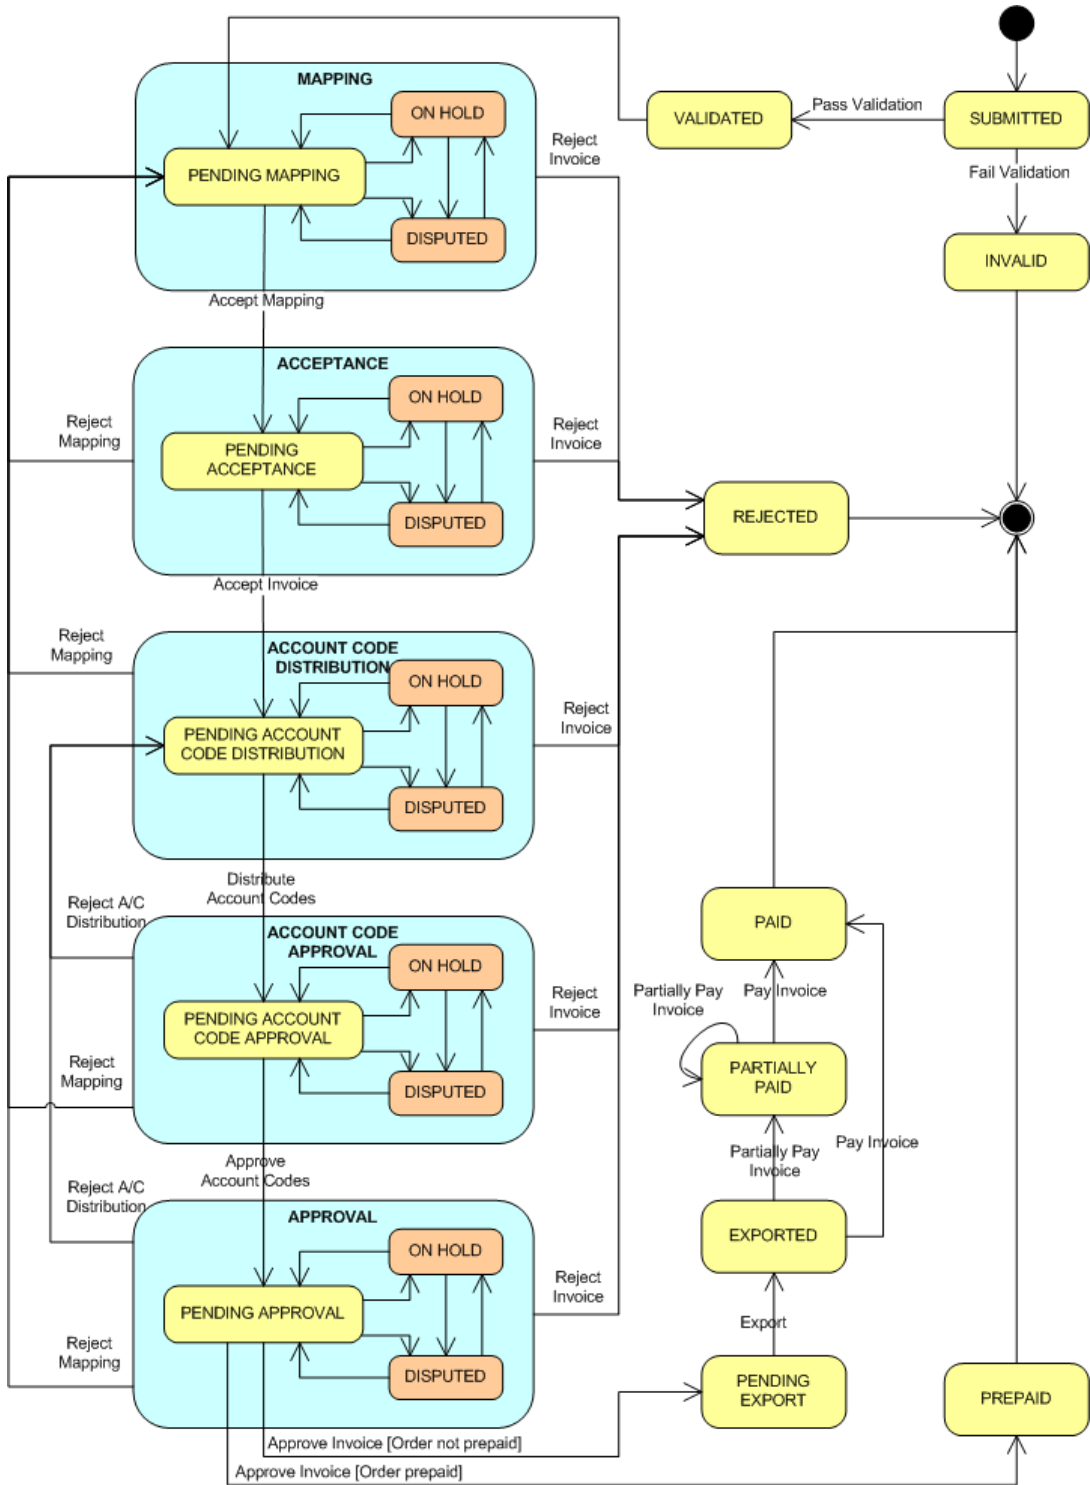 MAPPING
ON HOLD
PENDING MAPPING
DISPUTED
Reject
Invoice
VALIDATED
Pass Validation
SUBMITTED
Fail Validation
INVALID
Accept Mapping
ACCEPTANCE
ON HOLD
PENDING
ACCEPTANCE
DISPUTED
Reject
Mapping
Reject
Invoice
REJECTED
Accept Invoice
Reject
Mapping
ACCOUNT CODE
DISTRIBUTION
ON HOLD
PENDING ACCOUNT
CODE DISTRIBUTION
DISPUTED
Reject
Invoice
Distribute
Account Codes
Reject A/C
Distribution
ACCOUNT CODE
APPROVAL
ON HOLD
PENDING ACCOUNT
CODE APPROVAL
DISPUTED
Reject
Invoice
Reject
Mapping
PAID
Partially Pay
Invoice
Pay Invoice
PARTIALLY
PAID
Partially Pay
Invoice
Pay Invoice
Approve
Account Codes
Reject A/C
Distribution
APPROVAL
ON HOLD
PENDING APPROVAL
DISPUTED
Reject
Invoice
Reject
Mapping
EXPORTED
Export
PENDING
EXPORT
PREPAID
Approve Invoice [Order not prepaid]
Approve Invoice [Order prepaid]